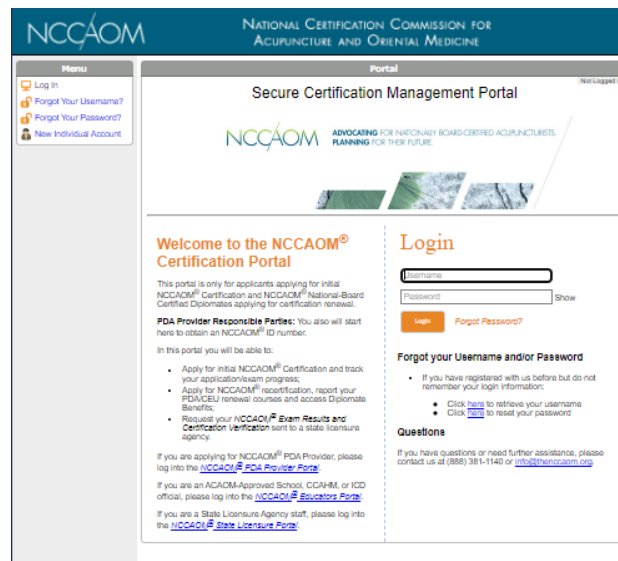 NCCAOM
NATIONAL CERTIFICATION COMMISSION FOR
ACUPUNCTURE AND ORIENTAL MEDICINE
Menu
Log In
Forgot Your Username?
Forgot Your Password?
New Individual Account
Portal
Not Logged
Secure Certification Management Portal
NCCAOM
ADVOCATING FOR NATIONALLY BOARD-CERTIFIED ACUPUNCTURISTS.
PLANNING FOR THEIR FUTURE.
Welcome to the NCCAOM®
Certification Portal
This portal is only for applicants applying for initial
NCCAOM® Certification and NCCAOM® National-Board
Certified Diplomates applying for certification renewal.
PDA Provider Responsible Parties: You also will start
here to obtain an NCCAOM® ID number.
In this portal you will be able to:
• Apply for initial NCCAOM® Certification and track
your application/exam progress;
• Apply for NCCAOM® recertification, report your
PDA/CEU renewal courses and access Diplomate
Benefits;
• Request your NCCAOM® Exam Results and
Certification Verification sent to a state licensure
agency.
If you are applying for NCCAOM® PDA Provider, please
log into the NCCAOM® PDA Provider Portal.
If you are an ACAOM-Approved School, CCAHM, or ICD
official, please log into the NCCAOM® Educators Portal.
If you are a State Licensure Agency staff, please log into
the NCCAOM® State Licensure Portal.
Login
Username
Password
Show
Login
Forgot Password?
Forgot your Username and/or Password
• If you have registered with us before but do not
remember your login information:
• Click here to retrieve your username
• Click here to reset your password
Questions
If you have questions or need further assistance, please
contact us at (888) 381-1140 or info@thenccaom.org.